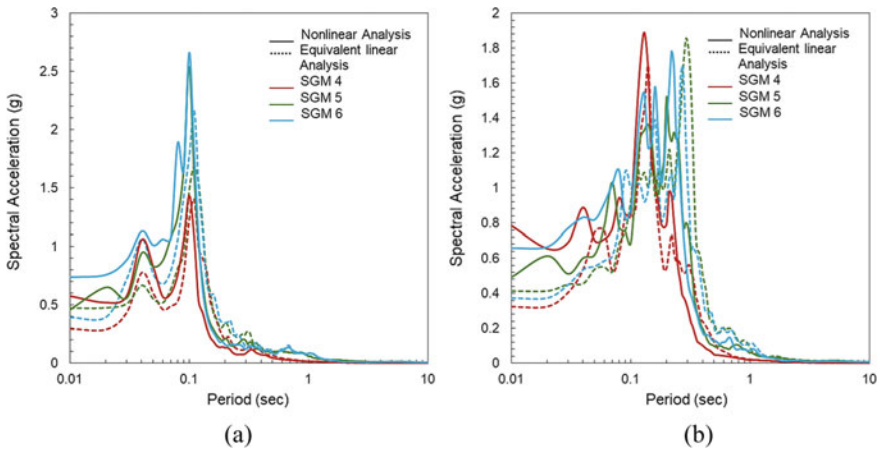 3
2.5
2
1.5
1
0.5
0
0.01
0.1
1
10
Spectral Acceleration (g)
Period (sec)
Nonlinear Analysis
Equivalent linear
Analysis
SGM 4
SGM 5
SGM 6
(a)
2
1.8
1.6
1.4
1.2
1
0.8
0.6
0.4
0.2
0
0.01
0.1
1
10
Spectral Acceleration (g)
Period (sec)
Nonlinear Analysis
Equivalent linear
Analysis
SGM 4
SGM 5
SGM 6
(b)